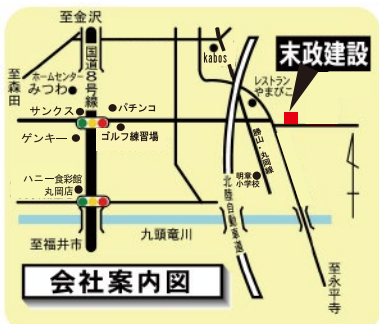 至金沢
国道8号線
至森田
ホームセンター
みつわ
サンクス
パチンコ
ゲンキー
ゴルフ練習場
ハニー食彩館
丸岡店
至福井市
九頭竜川
kabos
レストラン
やまびこ
末政建設
勝山・丸岡線
明章
小学校
北陸自動車道
至永平寺
会社案内図